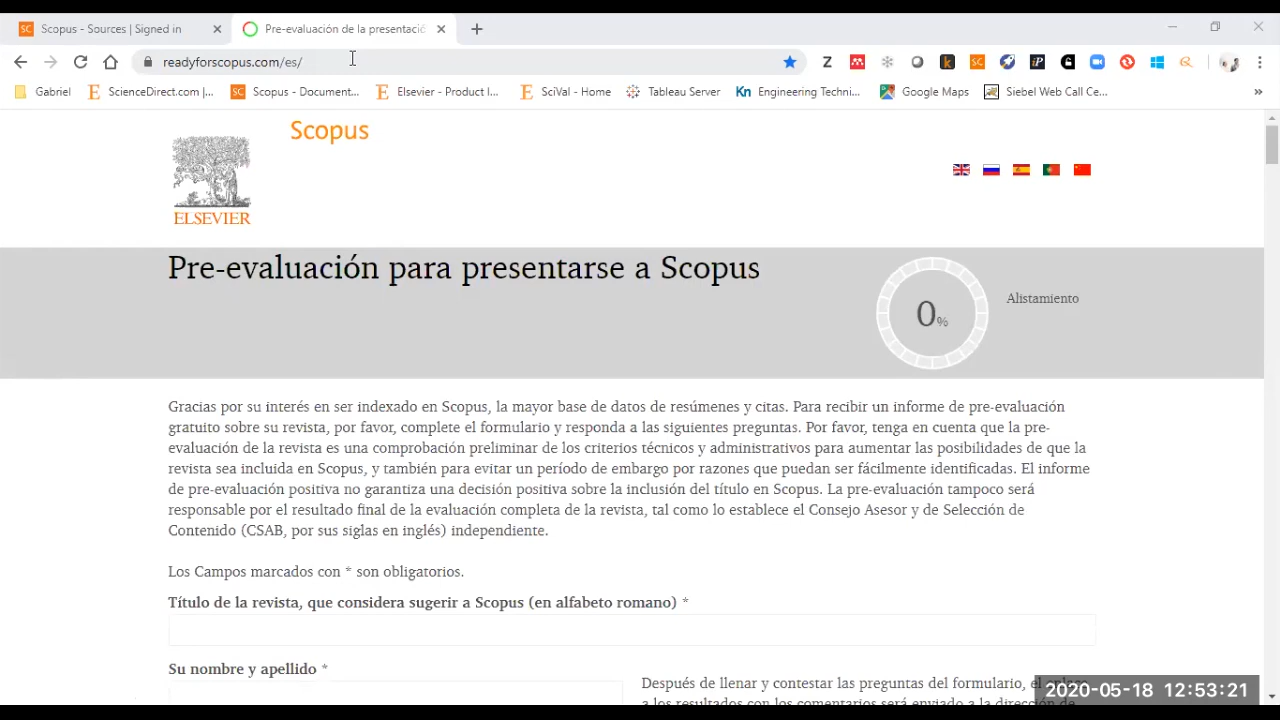 Scopus - Sources | Signed in
Pre-evaluación de la presentació
readyforscopus.com/es/
Gabriel
ScienceDirect.com |...
Scopus - Document...
Elsevier - Product I...
SciVal - Home
Tableau Server
Kn Engineering Techni...
Google Maps
Siebel Web Call Ce...
»
Scopus
ELSEVIER
Pre-evaluación para presentarse a Scopus
0%
Alistamiento
Gracias por su interés en ser indexado en Scopus, la mayor base de datos de resúmenes y citas. Para recibir un informe de pre-evaluación
gratuito sobre su revista, por favor, complete el formulario y responda a las siguientes preguntas. Por favor, tenga en cuenta que la pre-
evaluación de la revista es una comprobación preliminar de los criterios técnicos y administrativos para aumentar las posibilidades de que la
revista sea incluida en Scopus, y también para evitar un período de embargo por razones que puedan ser fácilmente identificadas. El informe
de pre-evaluación positiva no garantiza una decisión positiva sobre la inclusión del título en Scopus. La pre-evaluación tampoco será
responsable por el resultado final de la evaluación completa de la revista, tal como lo establece el Consejo Asesor y de Selección de
Contenido (CSAB, por sus siglas en inglés) independiente.
Los Campos marcados con * son obligatorios.
Título de la revista, que considera sugerir a Scopus (en alfabeto romano) *
Su nombre y apellido *
Después de llenar y contestar las preguntas del formulario, el
a los resultados con los comentarios será enviado a la dirección de
2020-05-18 12:53:21